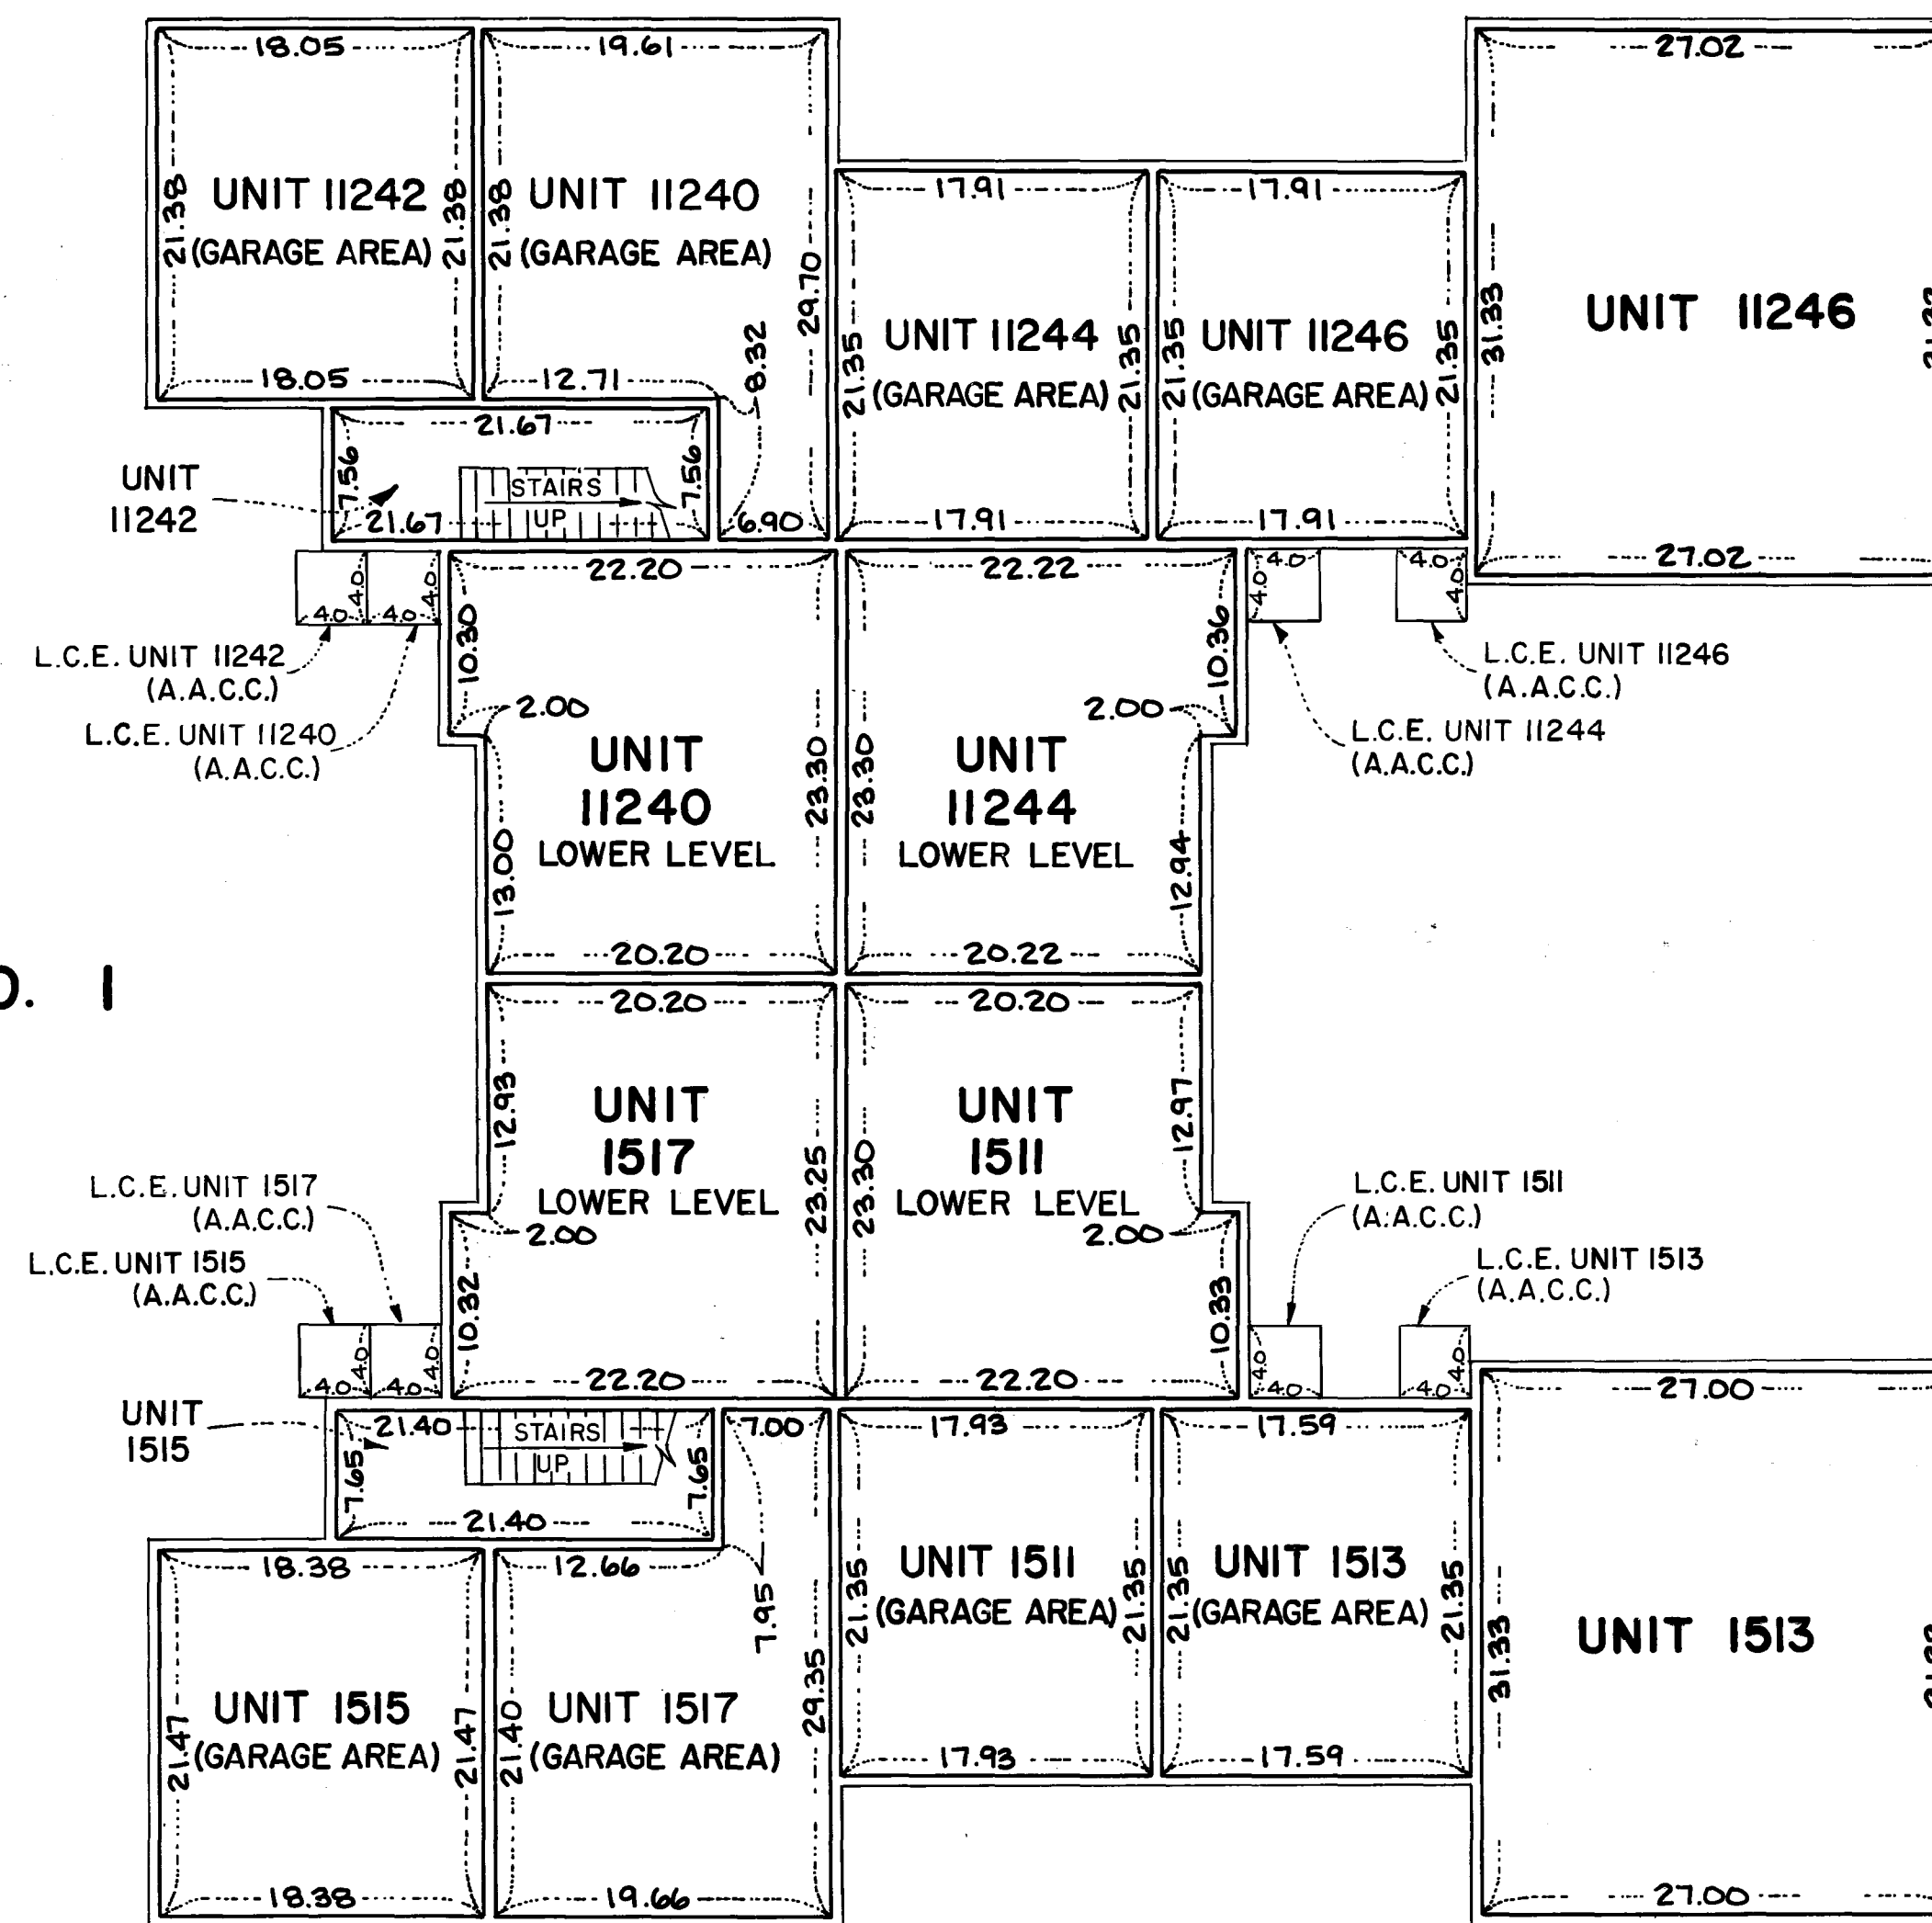 18.05
19.61
27.02
21.38
UNIT 11242
(GARAGE AREA)
21.38
21.38
UNIT 11240
(GARAGE AREA)
29.70
18.05
12.71
8.32
17.91
17.91
21.35
UNIT 11244
(GARAGE AREA)
21.35
21.35
UNIT 11246
(GARAGE AREA)
21.35
17.91
17.91
31.33
UNIT 11246
27.02
UNIT
11242
21.67
7.56
STAIRS
UP
7.56
21.67
6.90
4.0
4.0
4.0
4.0
L.C.E. UNIT 11242
(A.A.C.C.)
L.C.E. UNIT 11240
(A.A.C.C.)
22.20
10.30
2.00
UNIT
11240
LOWER LEVEL
23.30
13.00
20.20
22.22
10.36
2.00
23.30
UNIT
11244
LOWER LEVEL
12.94
20.22
4.0
4.0
4.0
4.0
L.C.E. UNIT 11246
(A.A.C.C.)
L.C.E. UNIT 11244
(A.A.C.C.)
O. 1
20.20
12.93
UNIT
1517
LOWER LEVEL
23.25
2.00
10.32
22.20
20.20
12.97
23.30
UNIT
1511
LOWER LEVEL
2.00
10.33
22.20
L.C.E. UNIT 1517
(A.A.C.C.)
L.C.E. UNIT 1515
(A.A.C.C.)
4.0
4.0
4.0
4.0
L.C.E. UNIT 1511
(A.A.C.C.)
L.C.E. UNIT 1513
(A.A.C.C.)
4.0
4.0
4.0
4.0
UNIT
1515
21.40
7.65
STAIRS
UP
7.65
21.40
7.00
7.95
18.38
21.47
UNIT 1515
(GARAGE AREA)
21.47
18.38
12.66
21.40
UNIT 1517
(GARAGE AREA)
29.35
19.66
17.93
21.35
UNIT 1511
(GARAGE AREA)
21.35
17.93
17.59
21.35
UNIT 1513
(GARAGE AREA)
21.35
17.59
27.00
31.33
UNIT 1513
27.00